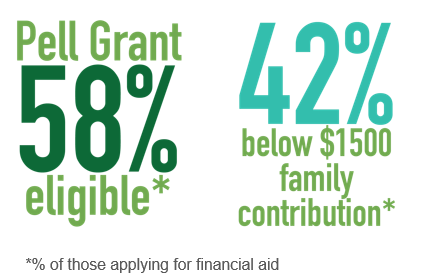 Pell Grant
58%
eligible*
42%
below $1500
family
contribution*
*% of those applying for financial aid